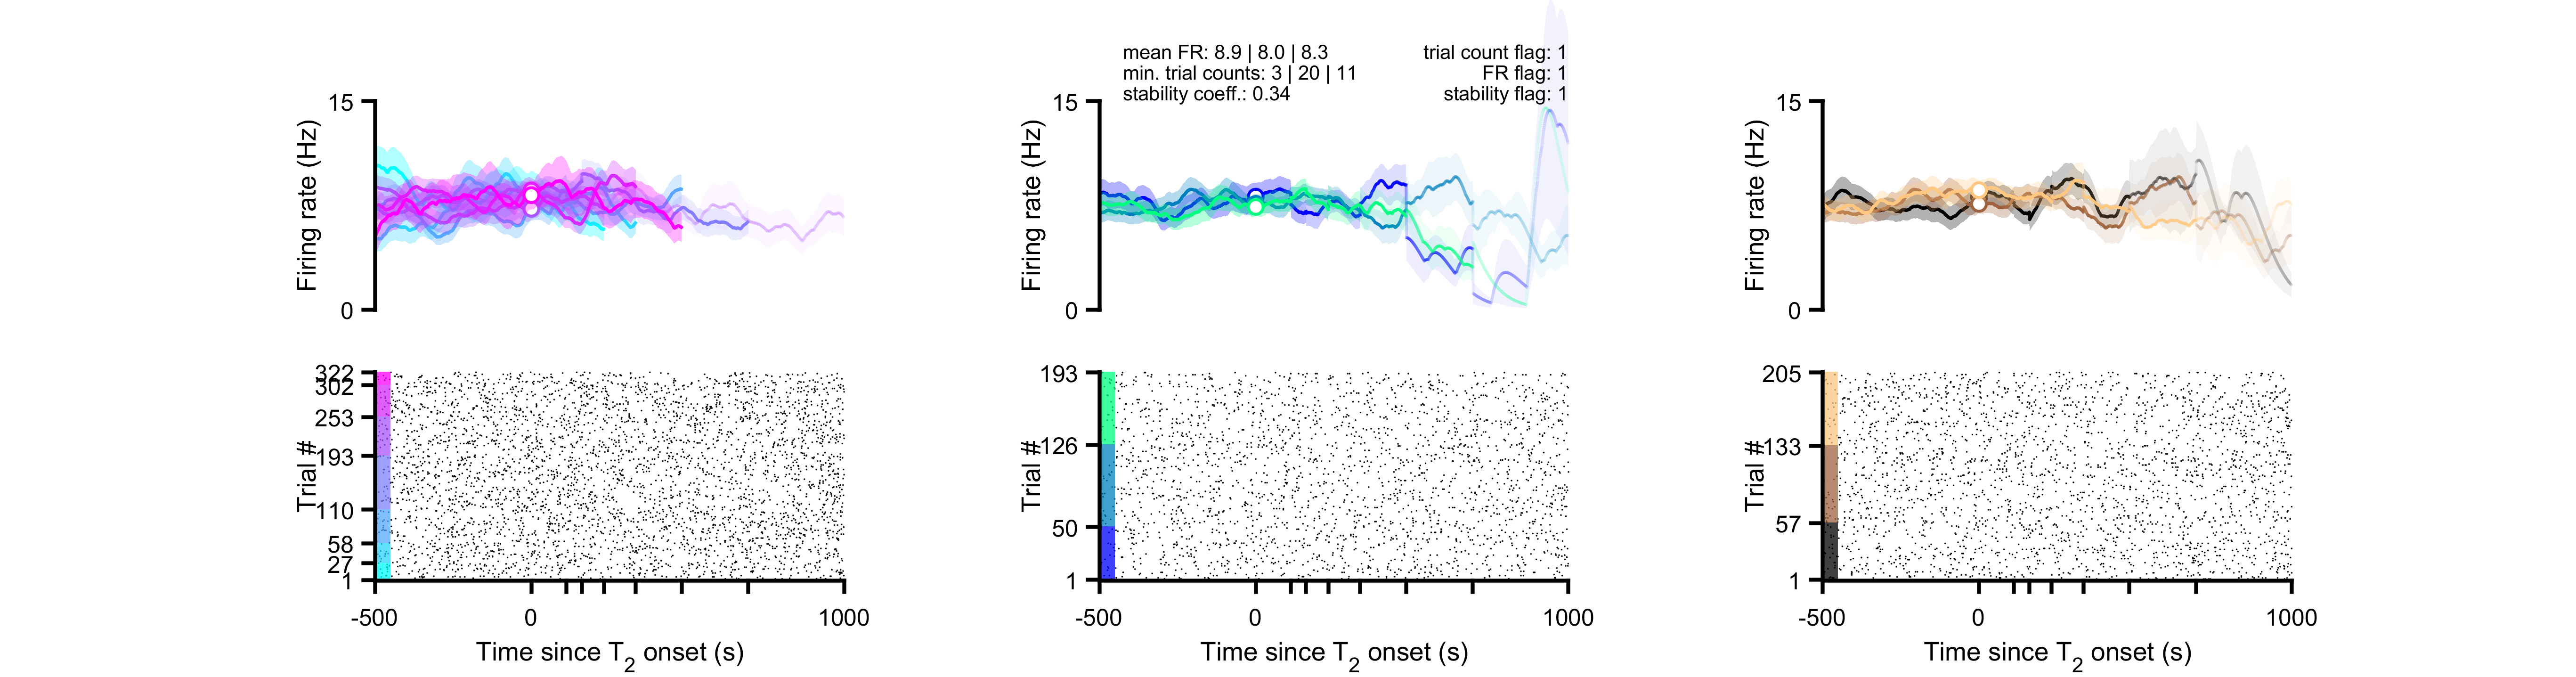 mean FR: 8.9 | 8.0 | 8.3
min. trial counts: 3 | 20 | 11
stability coeff.: 0.34
trial count flag: 1
FR flag: 1
stability flag: 1
Firing rate (Hz)
15
0
Firing rate (Hz)
15
0
Firing rate (Hz)
15
0
Trial #
322
302
253
193
110
58
27
1
-500
0
1000
Time since T2 onset (s)
Trial #
193
126
50
1
-500
0
1000
Time since T2 onset (s)
Trial #
205
133
57
1
-500
0
1000
Time since T2 onset (s)